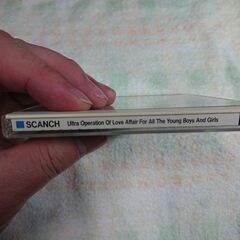 SCANCH Ultra Operation Of Love Affair For All The Young Boys And Girls